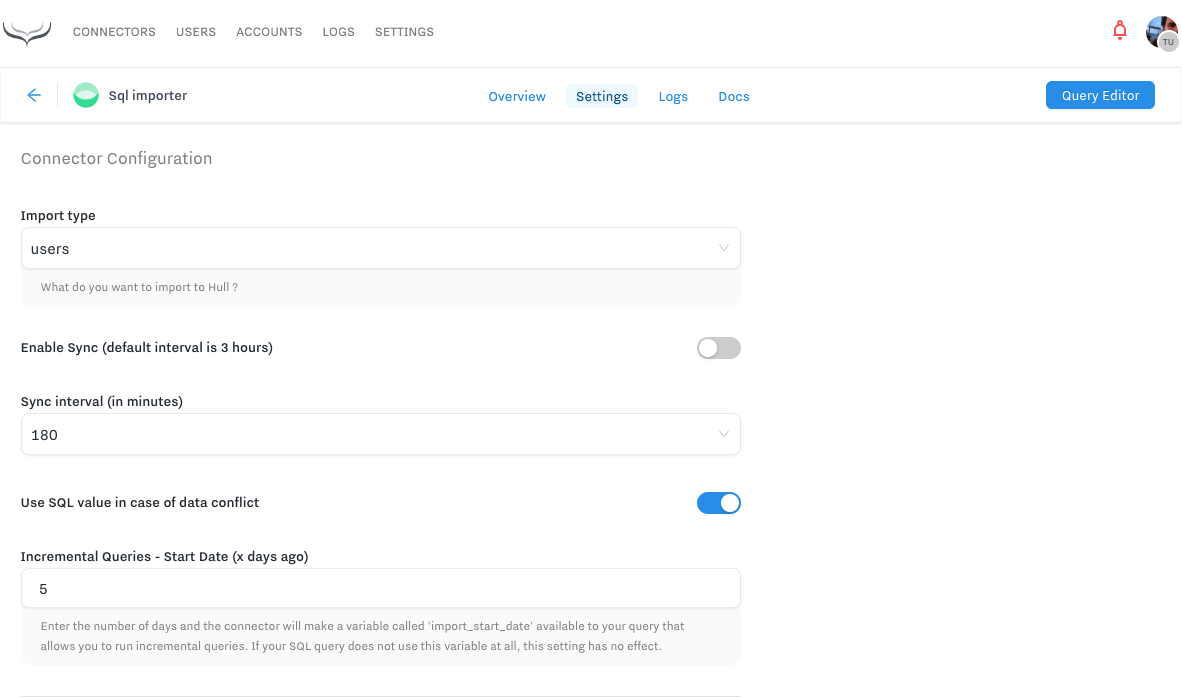 CONNECTORS USERS ACCOUNTS LOGS SETTINGS
TU
Sql importer Overview Settings Logs Docs Query Editor
Connector Configuration
Import type
users
What do you want to import to Hull ?
Enable Sync (default interval is 3 hours)
Sync interval (in minutes)
180
Use SQL value in case of data conflict
Incremental Queries - Start Date (x days ago)
5
Enter the number of days and the connector will make a variable called 'import_start_date' available to your query that
allows you to run incremental queries. If your SQL query does not use this variable at all, this setting has no effect.